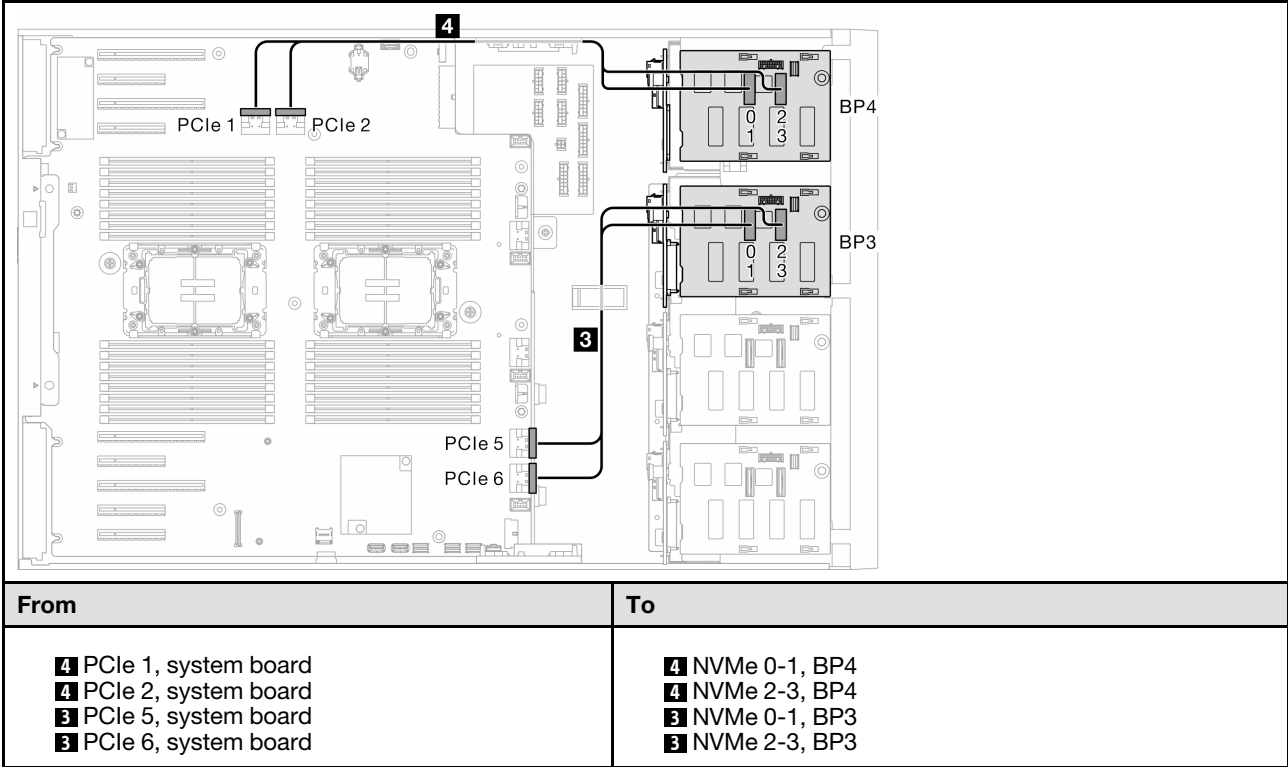 4
PCIe 1
PCIe 2
0
1
2
3
BP4
0
1
2
3
BP3
3
PCIe 5
PCIe 6
From
To
4 PCIe 1, system board
4 PCIe 2, system board
3 PCIe 5, system board
3 PCIe 6, system board
4 NVMe 0-1, BP4
4 NVMe 2-3, BP4
3 NVMe 0-1, BP3
3 NVMe 2-3, BP3